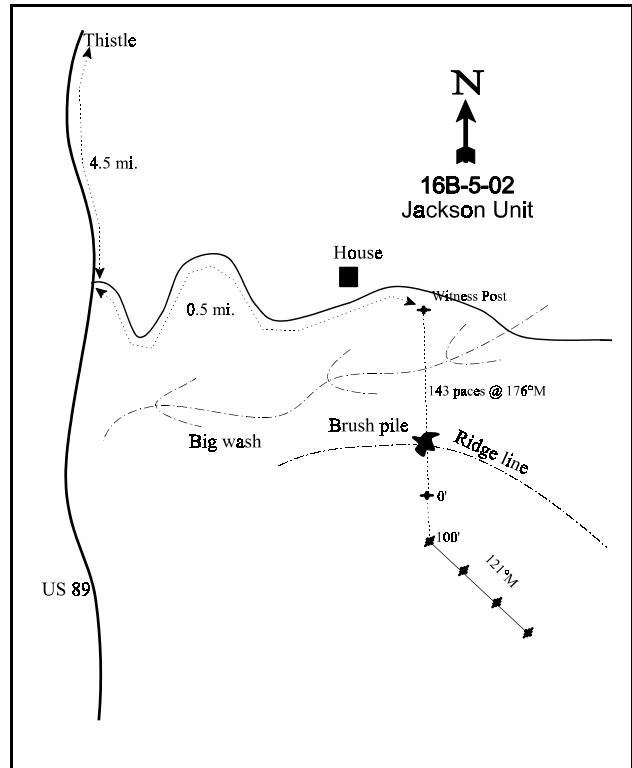 Thistle
N
4.5 mi.
16B-5-02
Jackson Unit
House
0.5 mi.
Witness Post
143 paces @ 176°M
Brush pile
Ridge line
Big wash
0'
100'
121°M
US 89